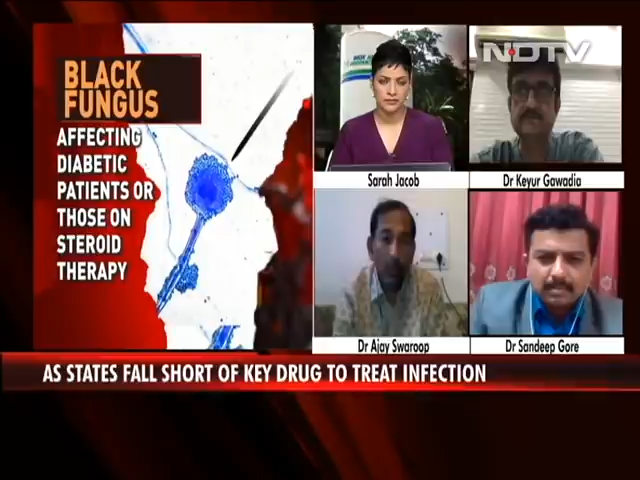 NDTV
BLACK
FUNGUS
AFFECTING
DIABETIC
PATIENTS OR
THOSE ON
STEROID
THERAPY
Sarah Jacob
Dr Keyur Gawadia
Dr Ajay Swaroop
Dr Sandeep Gore
AS STATES FALL SHORT OF KEY DRUG TO TREAT INFECTION